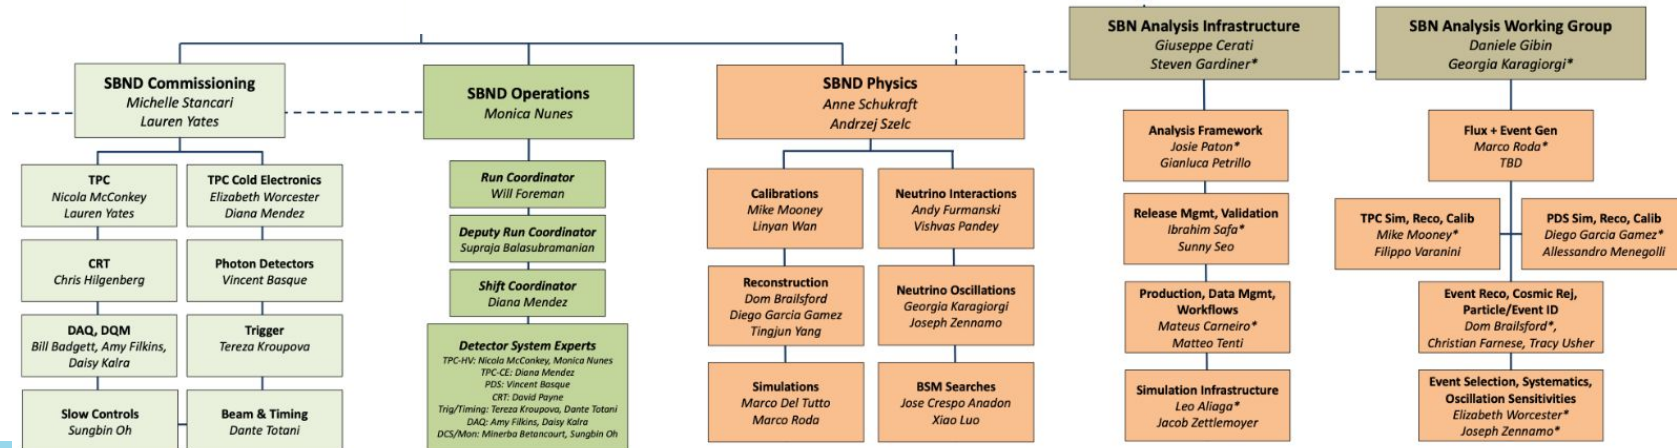 SBND Commissioning
Michelle Stancari
Lauren Yates
TPC
Nicola McConkey
Lauren Yates
TPC Cold Electronics
Elizabeth Worcester
Diana Mendez
CRT
Chris Hilgenberg
Photon Detectors
Vincent Basque
DAQ, DQM
Bill Badgett, Amy Filkins,
Daisy Kalra
Trigger
Tereza Kroupova
Slow Controls
Sungbin Oh
Beam & Timing
Dante Totani
SBND Operations
Monica Nunes
Run Coordinator
Will Foreman
Deputy Run Coordinator
Supraja Balasubramanian
Shift Coordinator
Diana Mendez
Detector System Experts
TPC-HV: Nicola McConkey, Monica Nunes
TPC-CE: Diana Mendez
PDS: Vincent Basque
CRT: David Payne
Trig/Timing: Tereza Kroupova, Dante Totani
DAQ: Amy Filkins, Daisy Kalra
DCS/Mon: Minerba Betancourt, Sungbin Oh
SBND Physics
Anne Schukraft
Andrzej Szelc
Calibrations
Mike Mooney
Linyan Wan
Neutrino Interactions
Andy Furmanski
Vishvas Pandey
Reconstruction
Dom Brailsford
Diego Garcia Gamez
Tingjun Yang
Neutrino Oscillations
Georgia Karagiorgi
Joseph Zennamo
Simulations
Marco Del Tutto
Marco Roda
BSM Searches
Jose Crespo Anadon
Xiao Luo
SBN Analysis Infrastructure
Giuseppe Cerati
Steven Gardiner*
Analysis Framework
Josie Paton*
Gianluca Petrillo
Release Mgmt, Validation
Ibrahim Safa*
Sunny Seo
Production, Data Mgmt,
Workflows
Mateus Carneiro*
Matteo Tenti
Simulation Infrastructure
Leo Aliaga*
Jacob Zettlemoyer
SBN Analysis Working Group
Daniele Gibin
Georgia Karagiorgi*
Flux + Event Gen
Marco Roda*
TBD
TPC Sim, Reco, Calib
Mike Mooney*
Filippo Varanini
PDS Sim, Reco, Calib
Diego Garcia Gamez*
Allessandro Menegolli
Event Reco, Cosmic Rej,
Particle/Event ID
Dom Brailsford*,
Christian Farnese, Tracy Usher
Event Selection, Systematics,
Oscillation Sensitivities
Elizabeth Worcester*
Joseph Zennamo*